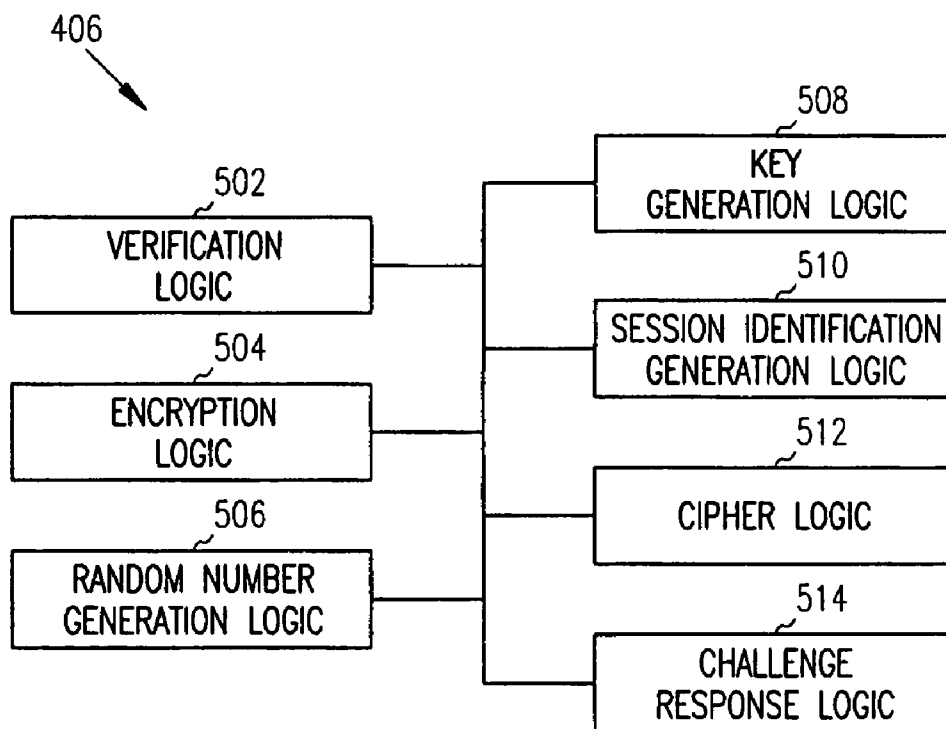 406
502
VERIFICATION
LOGIC
504
ENCRYPTION
LOGIC
506
RANDOM NUMBER
GENERATION LOGIC
508
KEY
GENERATION LOGIC
510
SESSION IDENTIFICATION
GENERATION LOGIC
512
CIPHER LOGIC
514
CHALLENGE
RESPONSE LOGIC